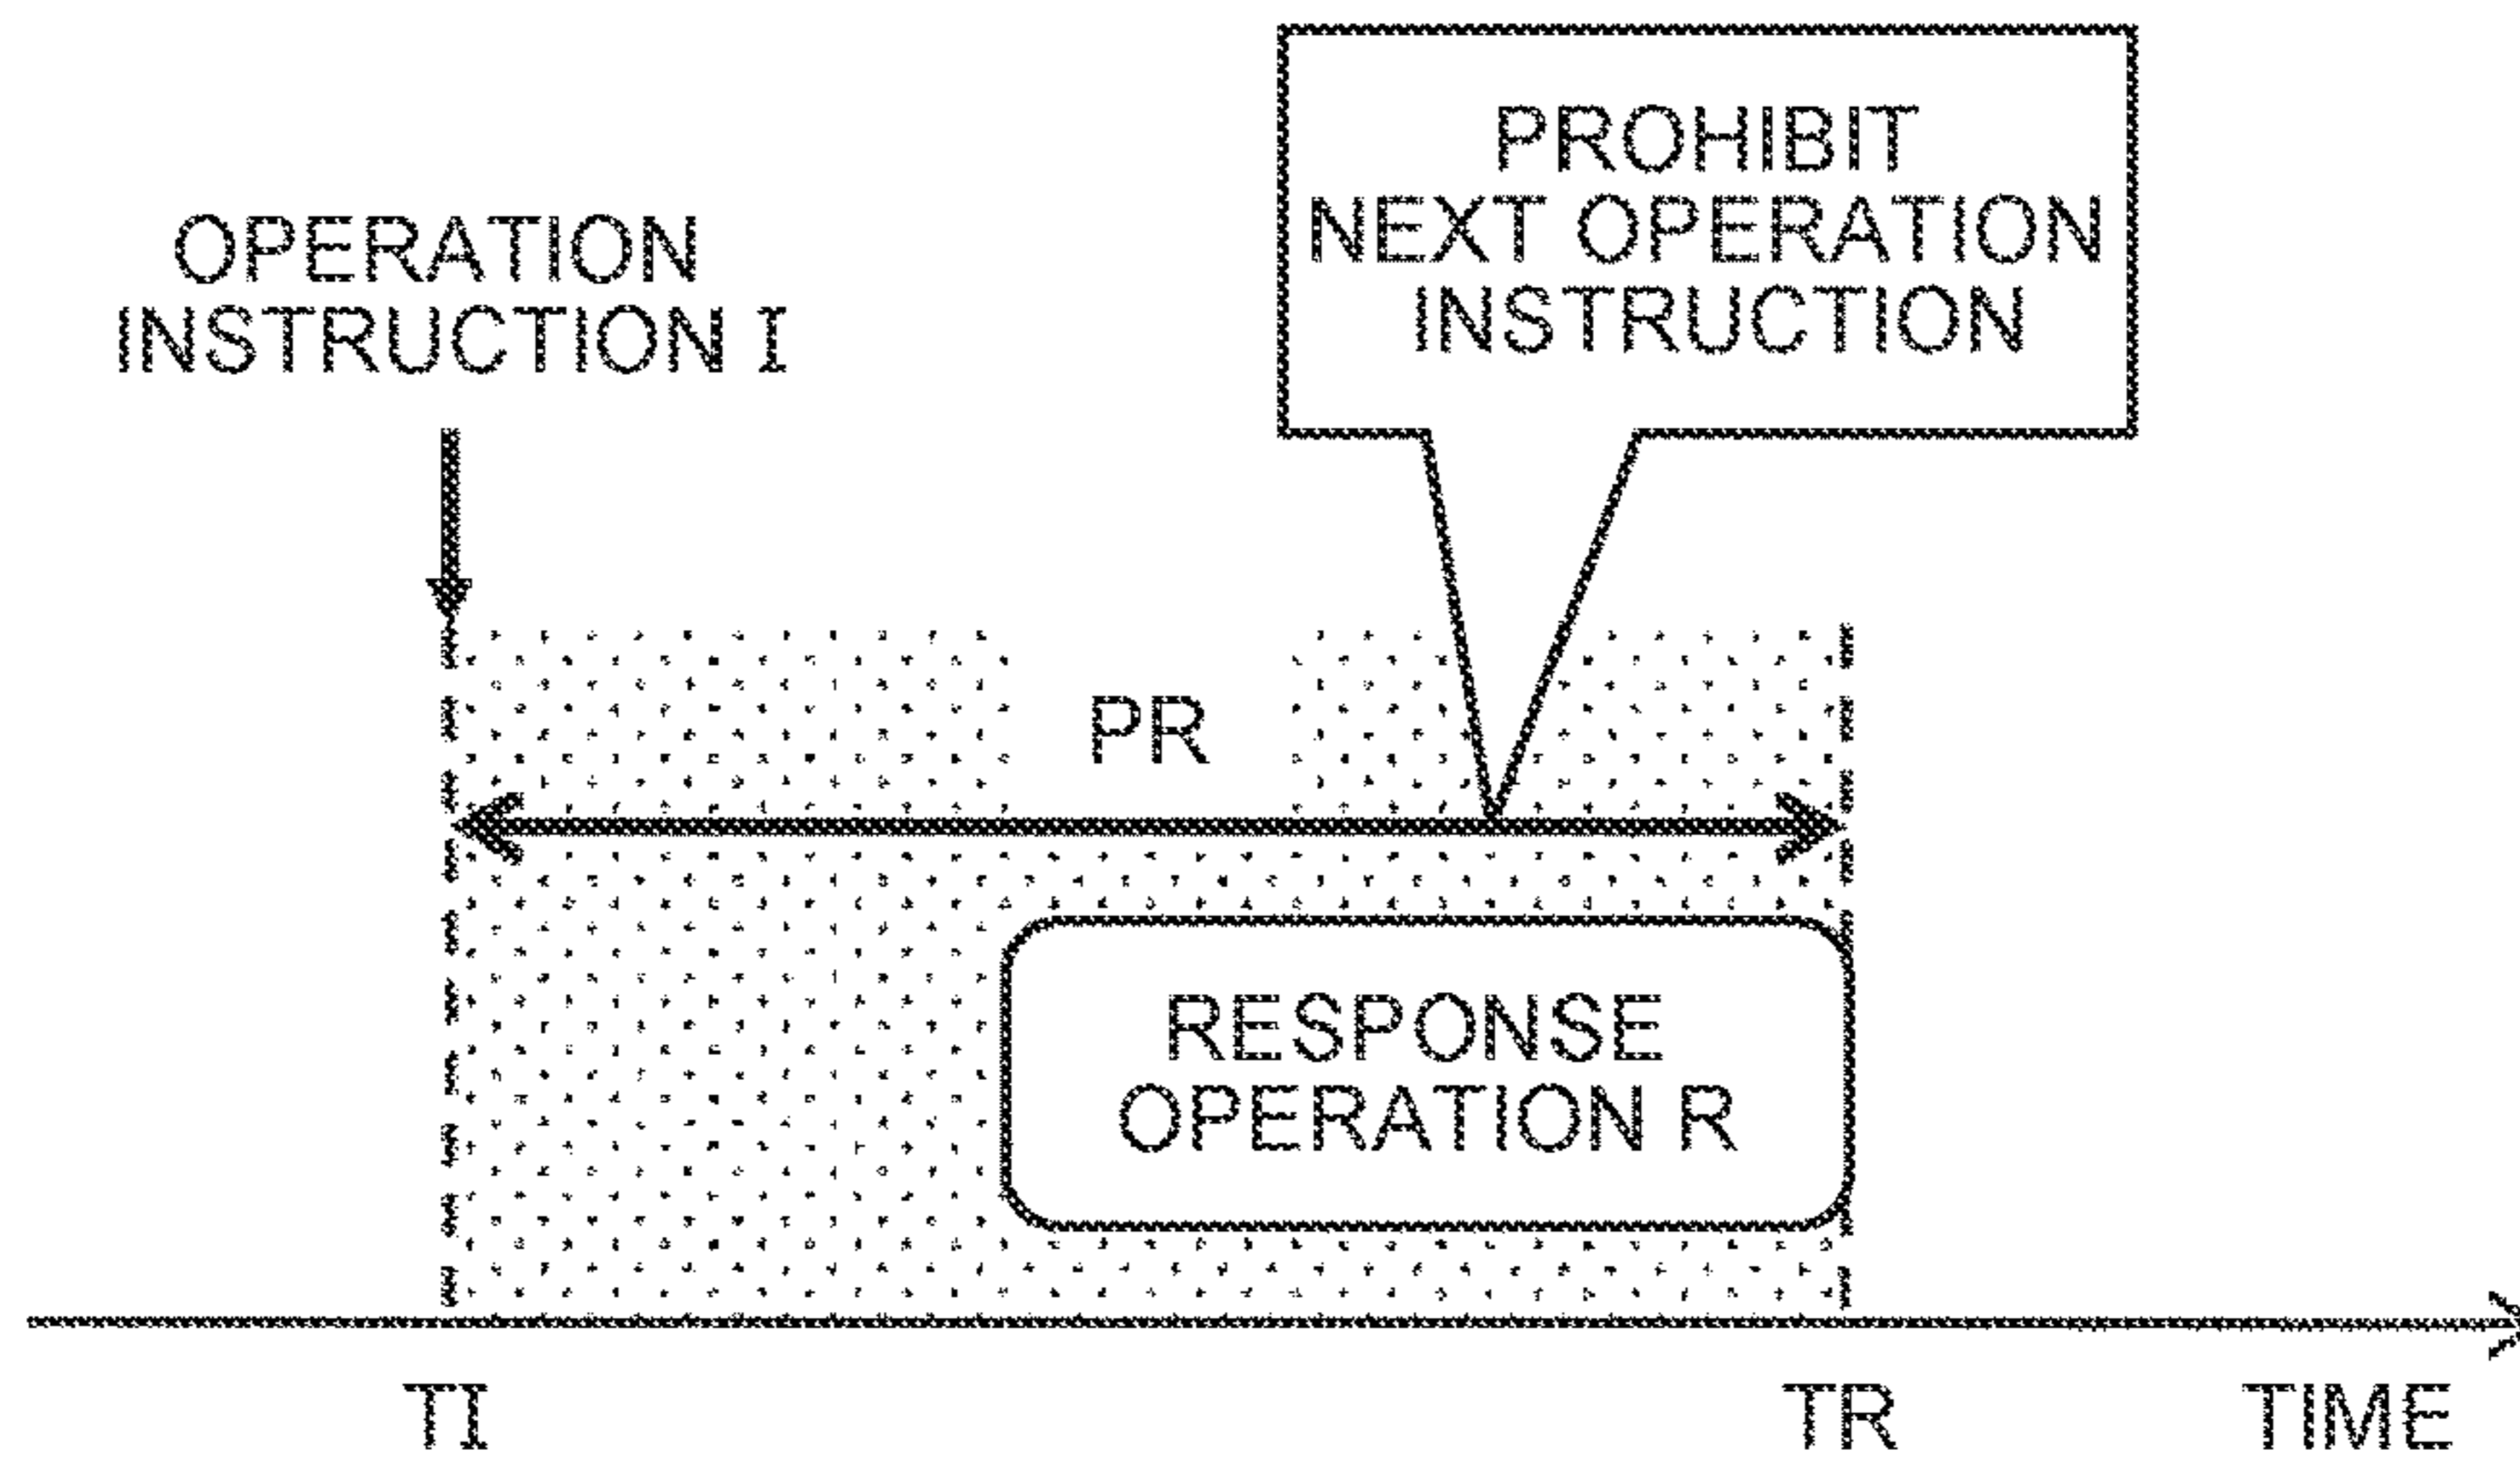 PROHIBIT
NEXT OPERATION
INSTRUCTION
OPERATION
INSTRUCTION I
PR
RESPONSE
OPERATION R
TI
TR
TIME